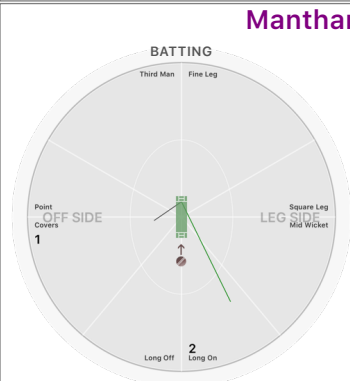 Manthar
BATTING
Third Man Fine Leg
Point Square Leg
OFF SIDE LEG SIDE
Covers Mid Wicket
1
2
Long Off Long On